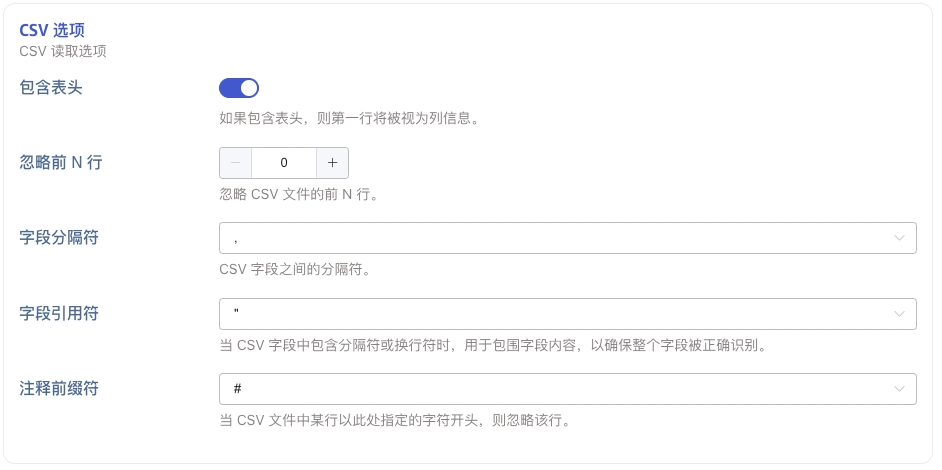 CSV 选项
CSV 读取选项
包含表头
如果包含表头，则第一行将被视为列信息。
忽略前 N 行
0
忽略 CSV 文件的前 N 行。
字段分隔符
,
CSV 字段之间的分隔符。
字段引用符
"
当 CSV 字段中包含分隔符或换行符时，用于包围字段内容，以确保整个字段被正确识别。
注释前缀符
#
当 CSV 文件中某行以此处指定的字符开头，则忽略该行。